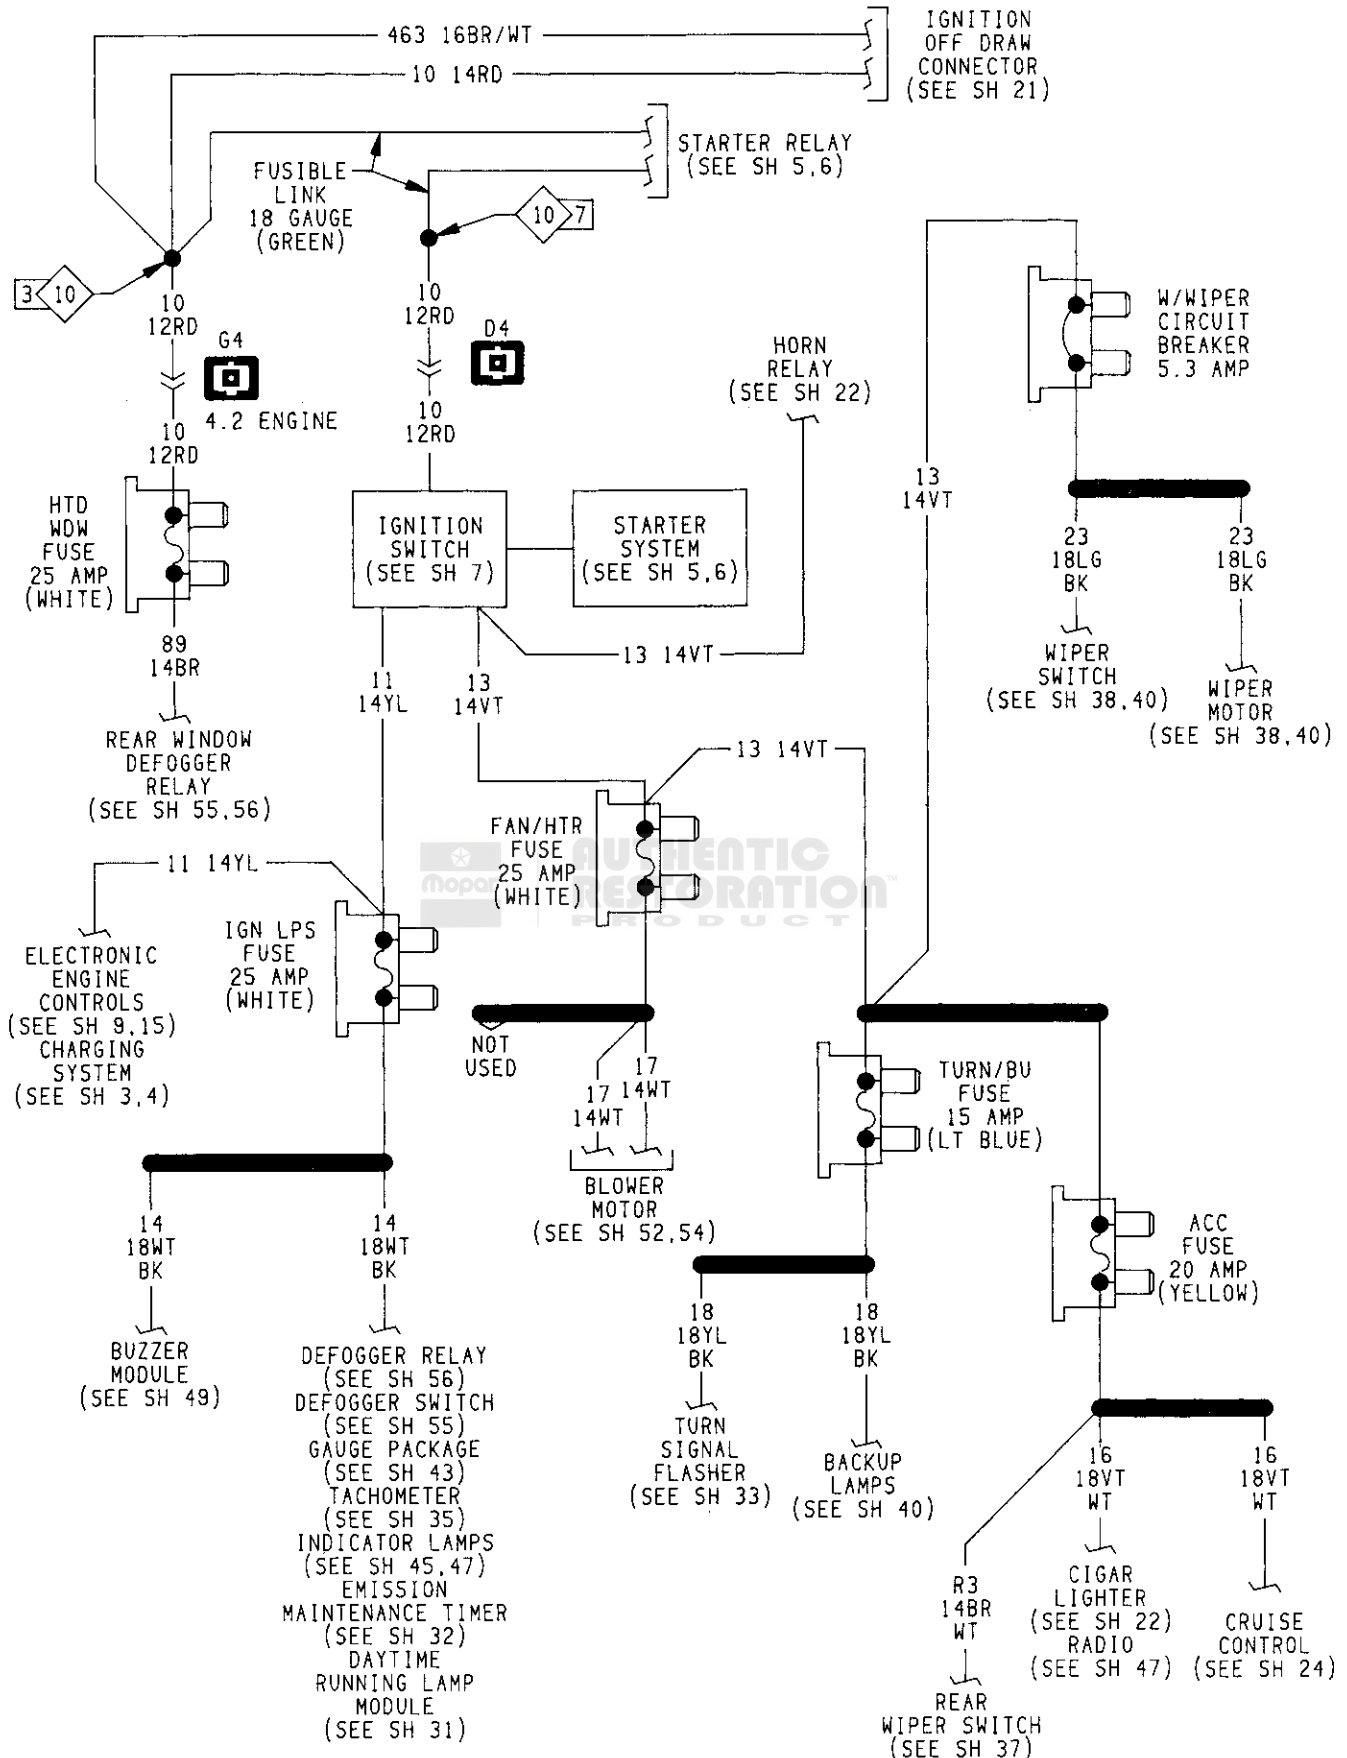 463 16BR/WT
IGNITION
OFF DRAW
CONNECTOR
(SEE SH 21)
10 14RD
STARTER RELAY
(SEE SH 5,6)
FUSIBLE
LINK
18 GAUGE
(GREEN)
10 7
3 10
10
12RD
G4
4.2 ENGINE
10
12RD
10
12RD
D4
10
12RD
HORN
RELAY
(SEE SH 22)
W/WIPER
CIRCUIT
BREAKER
5.3 AMP
13
14VT
HTD
WDW
FUSE
25 AMP
(WHITE)
IGNITION
SWITCH
(SEE SH 7)
STARTER
SYSTEM
(SEE SH 5,6)
23
18LG
BK
23
18LG
BK
89
14BR
11
14YL
13
14VT
13 14VT
WIPER
SWITCH
(SEE SH 38,40)
WIPER
MOTOR
(SEE SH 38,40)
REAR WINDOW
DEFOGGER
RELAY
(SEE SH 55,56)
13 14VT
FAN/HTR
FUSE
25 AMP
(WHITE)
Mopar
AUTHENTIC
RESTORATION™
PRODUCT
11 14YL
IGN LPS
FUSE
25 AMP
(WHITE)
ELECTRONIC
ENGINE
CONTROLS
(SEE SH 9,15)
CHARGING
SYSTEM
(SEE SH 3,4)
NOT
USED
17
14WT
17
14WT
BLOWER
MOTOR
(SEE SH 52,54)
TURN/BU
FUSE
15 AMP
(LT BLUE)
ACC
FUSE
20 AMP
(YELLOW)
14
18WT
BK
14
18WT
BK
18
18YL
BK
18
18YL
BK
BUZZER
MODULE
(SEE SH 49)
DEFOGGER RELAY
(SEE SH 56)
DEFOGGER SWITCH
(SEE SH 55)
GAUGE PACKAGE
(SEE SH 43)
TACHOMETER
(SEE SH 35)
INDICATOR LAMPS
(SEE SH 45,47)
EMISSION
MAINTENANCE TIMER
(SEE SH 32)
DAYTIME
RUNNING LAMP
MODULE
(SEE SH 31)
TURN
SIGNAL
FLASHER
(SEE SH 33)
BACKUP
LAMPS
(SEE SH 40)
16
18VT
WT
16
18VT
WT
R3
14BR
WT
CIGAR
LIGHTER
(SEE SH 22)
RADIO
(SEE SH 47)
CRUISE
CONTROL
(SEE SH 24)
REAR
WIPER SWITCH
(SEE SH 37)